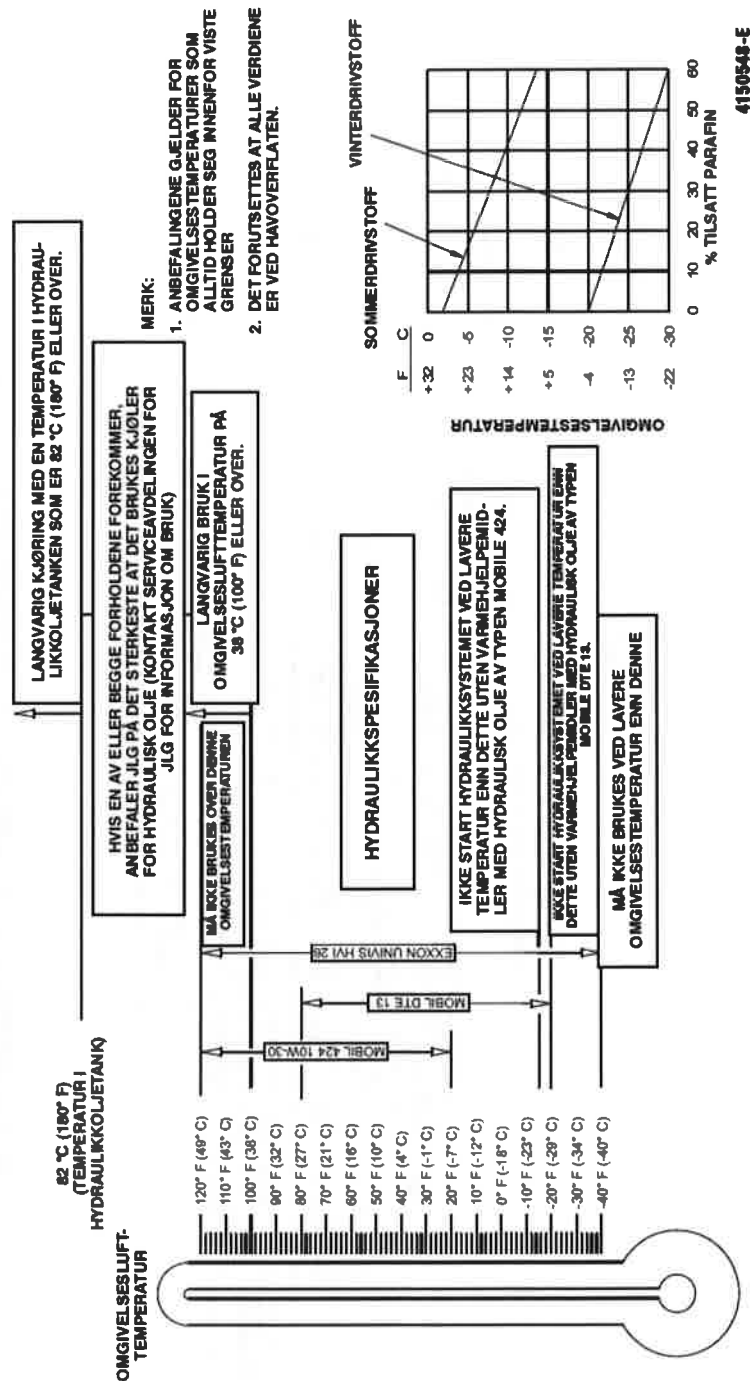 82 °C (180° F)
(TEMPERATUR I
HYDRAULIKKOLJETANK)
OMGIVELSESLUFT-
TEMPERATUR
120° F (49° C)
110° F (43° C)
100° F (38° C)
90° F (32° C)
80° F (27° C)
70° F (21° C)
60° F (16° C)
50° F (10° C)
40° F (4° C)
30° F (-1° C)
20° F (-7° C)
10° F (-12° C)
0° F (-18° C)
-10° F (-23° C)
-20° F (-29° C)
-30° F (-34° C)
-40° F (-40° C)
MOBIL 424 10W-30
MOBIL DTE 13
EXXON UNIVIS HVI 26
LANGVARIG KJØRING MED EN TEMPERATUR I HYDRAU-
LIKKOLJETANKEN SOM ER 82 °C (180° F) ELLER OVER.
HVIS EN AV ELLER BEGGE FORHOLDENE FOREKOMMER,
ANBEFALER JLG PÅ DET STERKESTE AT DET BRUKES KJØLER
FOR HYDRAULISK OLJE (KONTAKT SERVICEAVDELINGEN FOR
JLG FOR INFORMASJON OM BRUK)
MÅ IKKE BRUKES OVER DENNE
OMGIVELSESTEMPERATUREN
LANGVARIG BRUK I
OMGIVELSESLUFTTEMPERATUR PÅ
38 °C (100° F) ELLER OVER.
HYDRAULIKKSPESIFIKASJONER
IKKE START HYDRAULIKKSYSTEMET VED LAVERE
TEMPERATUR ENN DETTE UTEN VARMEHJELPEMID-
LER MED HYDRAULISK OLJE AV TYPEN MOBILE 424.
IKKE START HYDRAULIKKSYSTEMET VED LAVERE TEMPERATUR ENN
DETTE UTEN VARMEHJELPEMIDLER MED HYDRAULISK OLJE AV TYPEN
MOBILE DTE 13.
MÅ IKKE BRUKES VED LAVERE
OMGIVELSESTEMPERATUR ENN DENNE
MERK:
1. ANBEFALINGENE GJELDER FOR
OMGIVELSESTEMPERATURER SOM
ALLTID HOLDER SEG INNENFOR VISTE
GRENSER
2. DET FORUTSETTES AT ALLE VERDIENE
ER VED HAVOVERFLATEN.
SOMMERDRIVSTOFF
VINTERDRIVSTOFF
OMGIVELSESTEMPERATUR
F C
+32 0
+23 -5
+14 -10
+5 -15
-4 -20
-13 -25
-22 -30
0 10 20 30 40 50 60
% TILSATT PARAFIN
4150548-E